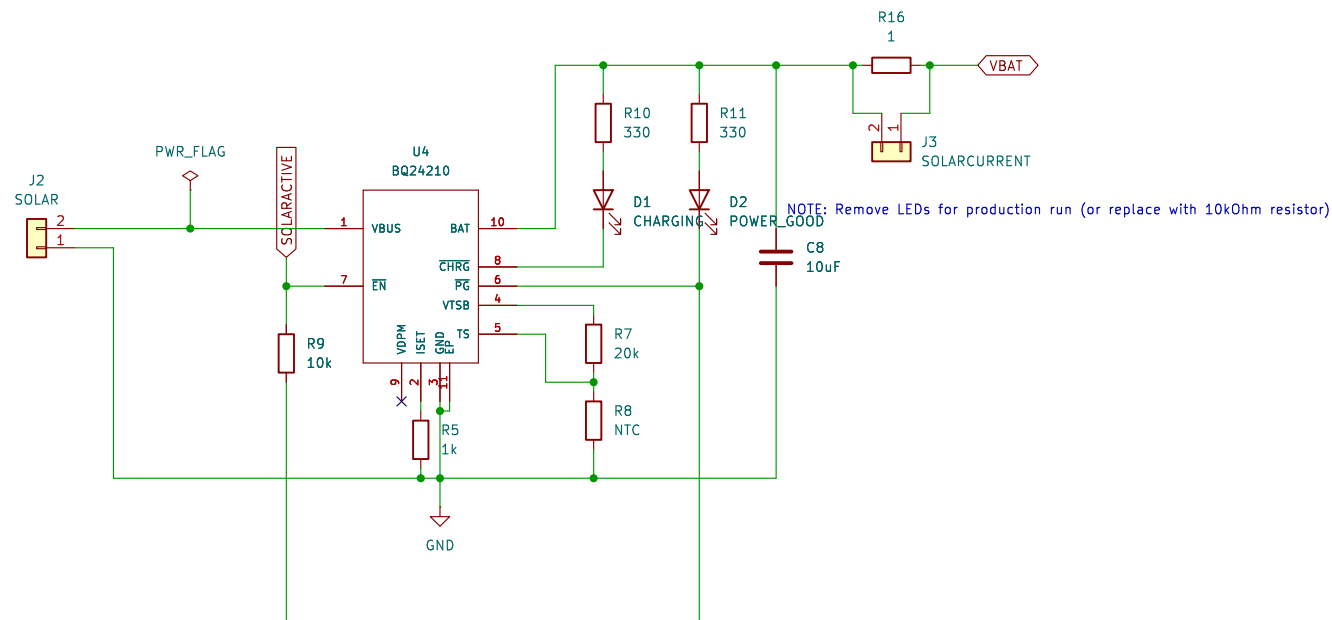 R16
1
VBAT
R10
330
R11
330
J3
SOLARCURRENT
2
1
PWR_FLAG
SOLARACTIVE
U4
BQ24210
J2
SOLAR
2
1
D1
CHARGING
D2
POWER_GOOD
NOTE: Remove LEDs for production run (or replace with 10kOhm resistor)
1
VBUS
BAT
10
C8
10uF
CHRG
8
7
EN
PG
6
VTSB
4
TS
5
VDPM
ISET
GND
EP
9
2
3
11
R9
10k
R7
20k
R8
NTC
R5
1k
GND